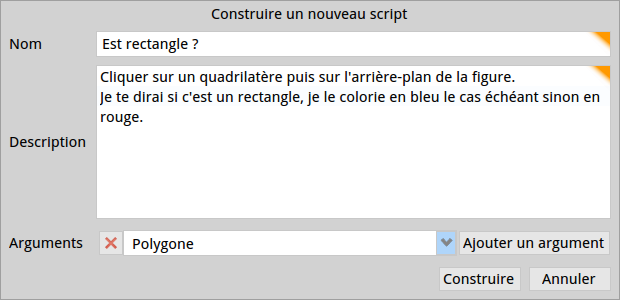 Construire un nouveau script
Nom
Est rectangle ?
Description
Cliquer sur un quadrilatère puis sur l'arrière-plan de la figure.
Je te dirai si c'est un rectangle, je le colorie en bleu le cas échéant sinon en
rouge.
Arguments
Polygone
Ajouter un argument
Construire
Annuler